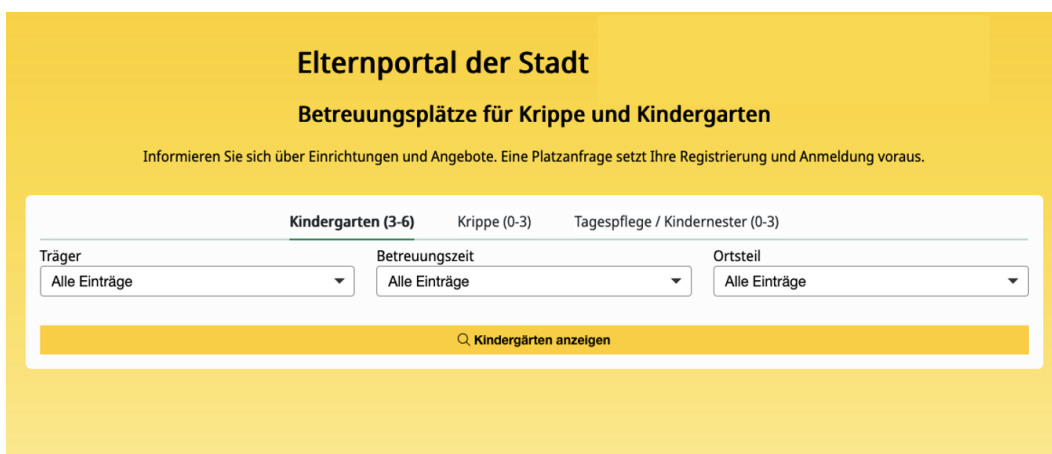 Elternportal der Stadt
Betreuungsplätze für Krippe und Kindergarten
Informieren Sie sich über Einrichtungen und Angebote. Eine Platzanfrage setzt Ihre Registrierung und Anmeldung voraus.
Kindergarten (3-6) Krippe (0-3) Tagespflege / Kindernester (0-3)
Träger Betreuungszeit Ortsteil
Alle Einträge Alle Einträge Alle Einträge
Kindergärten anzeigen